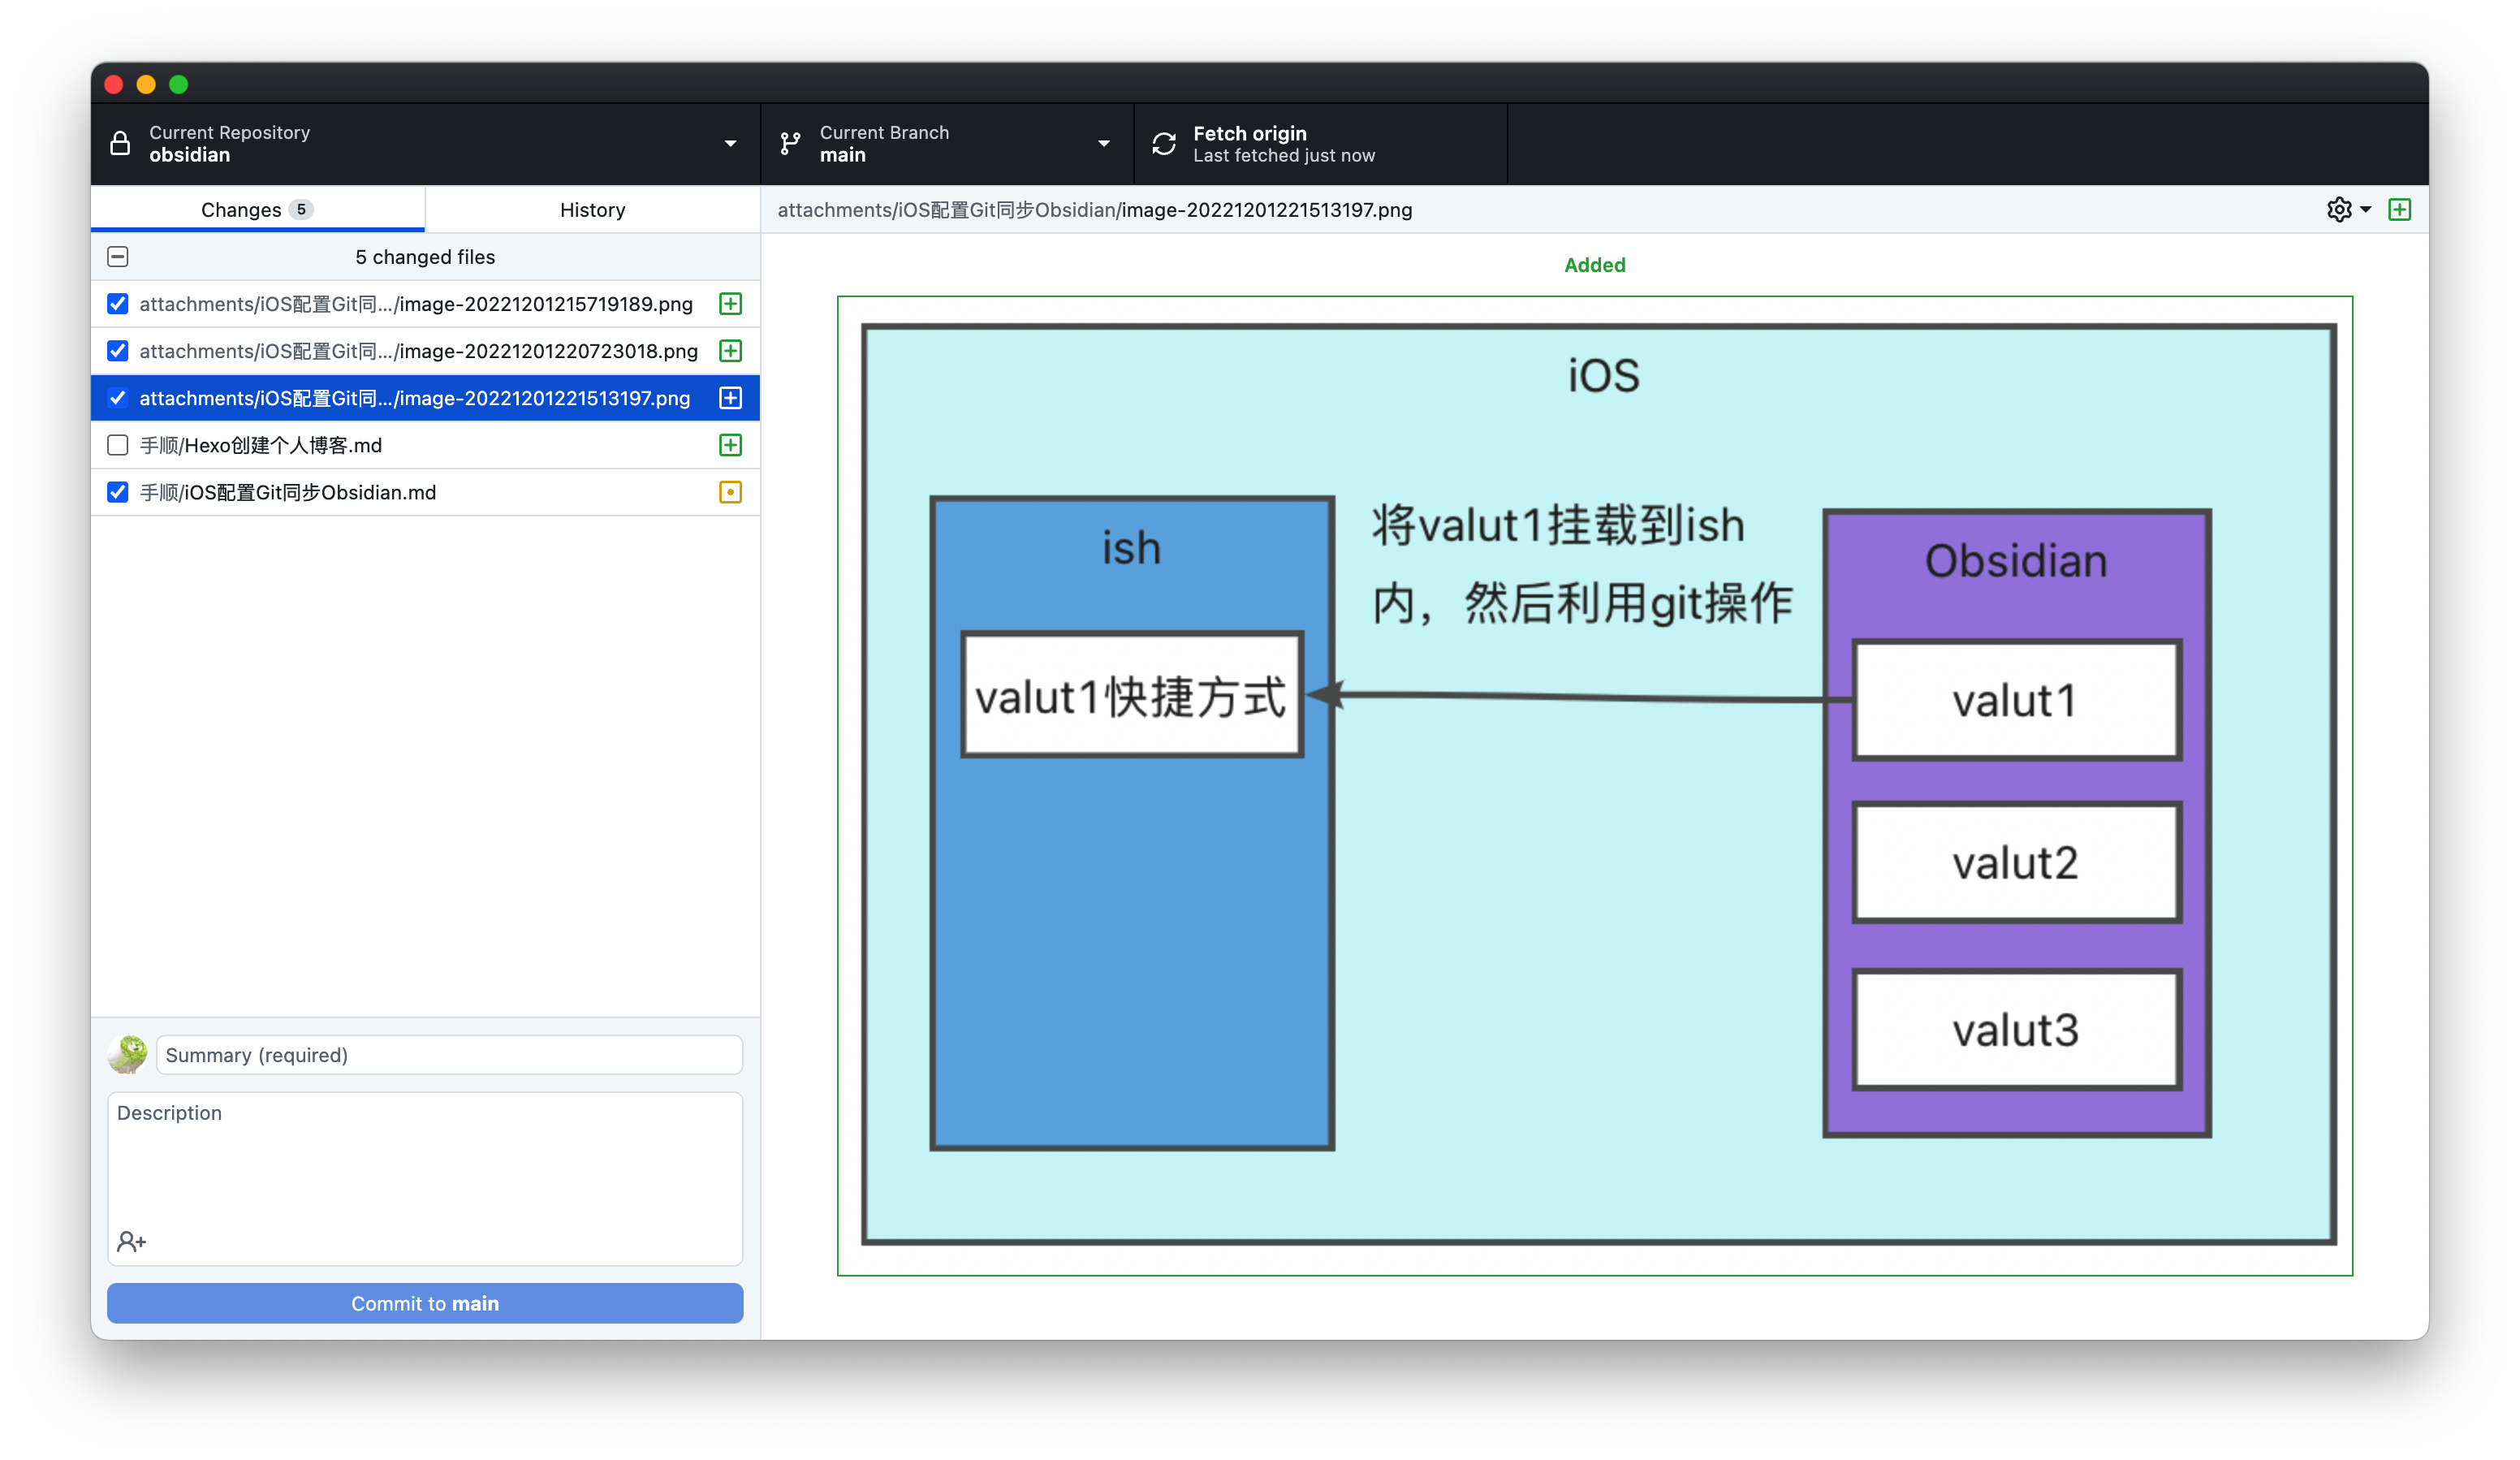 Current Repository
obsidian
Current Branch
main
Fetch origin
Last fetched just now
Changes 5
History
attachments/iOS配置Git同步Obsidian/image-20221201221513197.png
5 changed files
attachments/iOS配置Git同.../image-20221201215719189.png
attachments/iOS配置Git同.../image-20221201220723018.png
attachments/iOS配置Git同.../image-20221201221513197.png
手顺/Hexo创建个人博客.md
手顺/iOS配置Git同步Obsidian.md
Summary (required)
Description
Commit to main
Added
iOS
ish
valut1快捷方式
将valut1挂载到ish
内，然后利用git操作
Obsidian
valut1
valut2
valut3